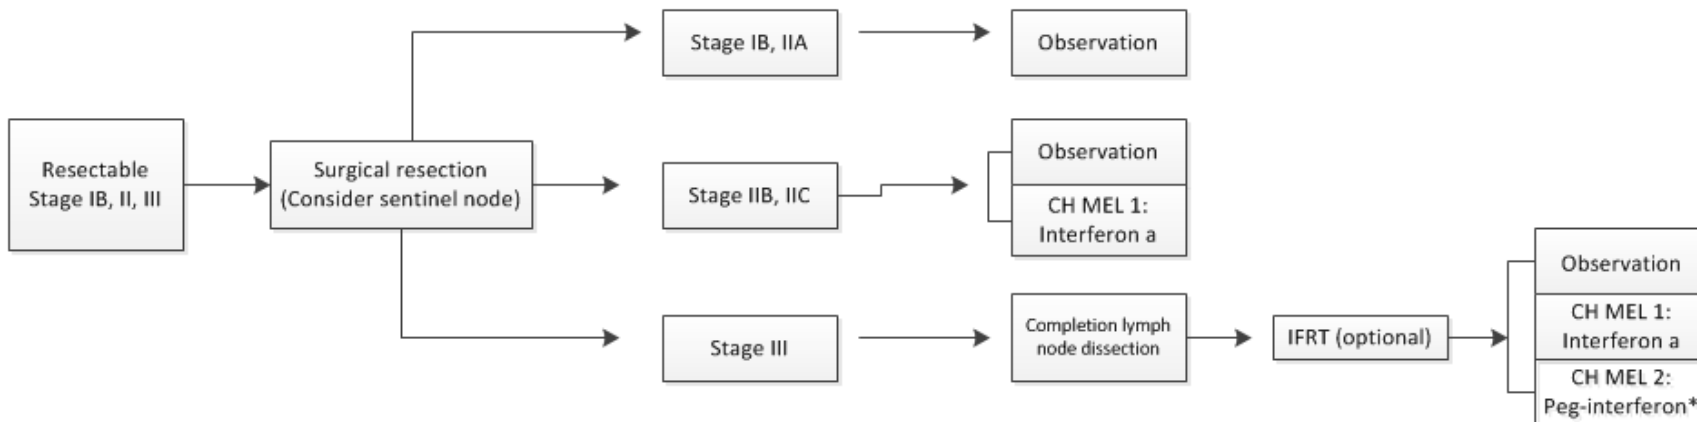 Resectable
Stage IB, II, III
Surgical resection
(Consider sentinel node)
Stage IB, IIA
Observation
Stage IIB, IIC
Observation
CH MEL 1:
Interferon a
Stage III
Completion lymph
node dissection
IFRT (optional)
Observation
CH MEL 1:
Interferon a
CH MEL 2:
Peg-interferon*